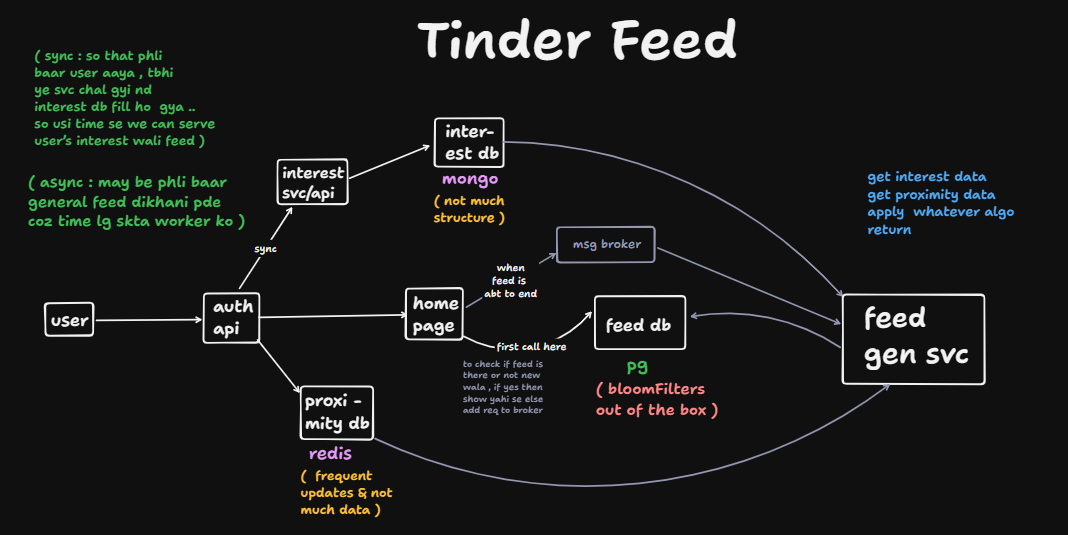 Tinder Feed
( sync : so that phli
baar user aaya , tbhi
ye svc chal gyi nd
interest db fill ho gya ..
so usi time se we can serve
user's interest wali feed )
( async : may be phli baar
general feed dikhani pde
coz time lg skta worker ko )
inter-
est db
mongo
( not much
structure )
interest
svc/api
sync
get interest data
get proximity data
apply whatever algo
return
msg broker
when
feed is
abt to end
user
auth
api
home
page
first call here
to check if feed is
there or not new
wala , if yes then
show yahi se else
add req to broker
feed db
pg
( bloomFilters
out of the box )
feed
gen svc
proxi -
mity db
redis
( frequent
updates & not
much data )